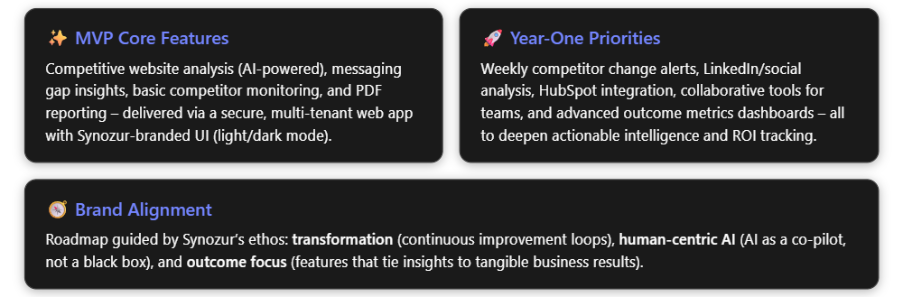 ✨ MVP Core Features
Competitive website analysis (AI-powered), messaging
gap insights, basic competitor monitoring, and PDF
reporting – delivered via a secure, multi-tenant web app
with Synozur-branded UI (light/dark mode).
🚀 Year-One Priorities
Weekly competitor change alerts, LinkedIn/social
analysis, HubSpot integration, collaborative tools for
teams, and advanced outcome metrics dashboards – all
to deepen actionable intelligence and ROI tracking.
🧭 Brand Alignment
Roadmap guided by Synozur's ethos: transformation (continuous improvement loops), human-centric AI (AI as a co-pilot,
not a black box), and outcome focus (features that tie insights to tangible business results).